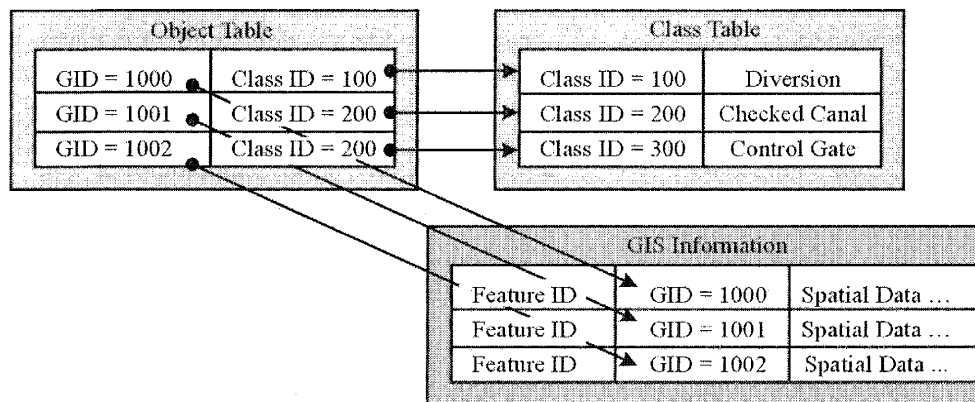 Object Table
GID = 1000 Class ID = 100
GID = 1001 Class ID = 200
GID = 1002 Class ID = 200
Class Table
Class ID = 100 Diversion
Class ID = 200 Checked Canal
Class ID = 300 Control Gate
GIS Information
Feature ID GID = 1000 Spatial Data ...
Feature ID GID = 1001 Spatial Data ...
Feature ID GID = 1002 Spatial Data ...